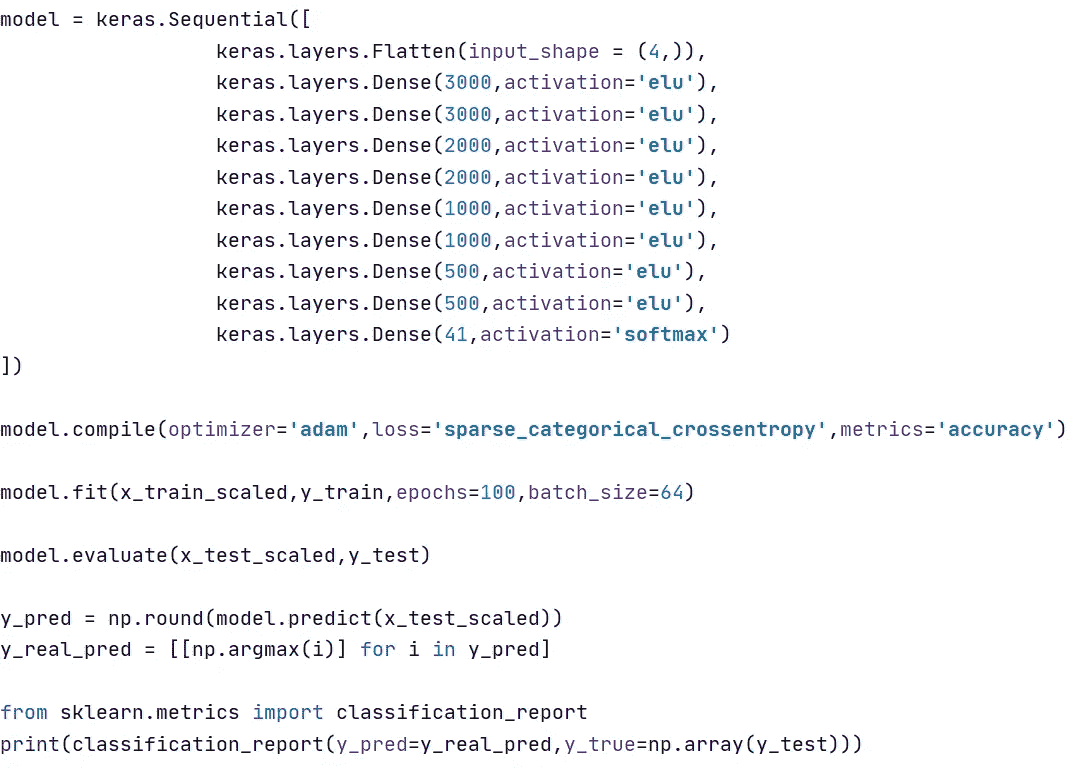 model = keras.Sequential([
keras.layers.Flatten(input_shape = (4,)),
keras.layers.Dense(3000,activation='elu'),
keras.layers.Dense(3000,activation='elu'),
keras.layers.Dense(2000,activation='elu'),
keras.layers.Dense(2000,activation='elu'),
keras.layers.Dense(1000,activation='elu'),
keras.layers.Dense(1000,activation='elu'),
keras.layers.Dense(500,activation='elu'),
keras.layers.Dense(500,activation='elu'),
keras.layers.Dense(41,activation='softmax')
])
model.compile(optimizer='adam',loss='sparse_categorical_crossentropy',metrics='accuracy')
model.fit(x_train_scaled,y_train,epochs=100,batch_size=64)
model.evaluate(x_test_scaled,y_test)
y_pred = np.round(model.predict(x_test_scaled))
y_real_pred = [[np.argmax(i)] for i in y_pred]
from sklearn.metrics import classification_report
print(classification_report(y_pred=y_real_pred,y_true=np.array(y_test)))